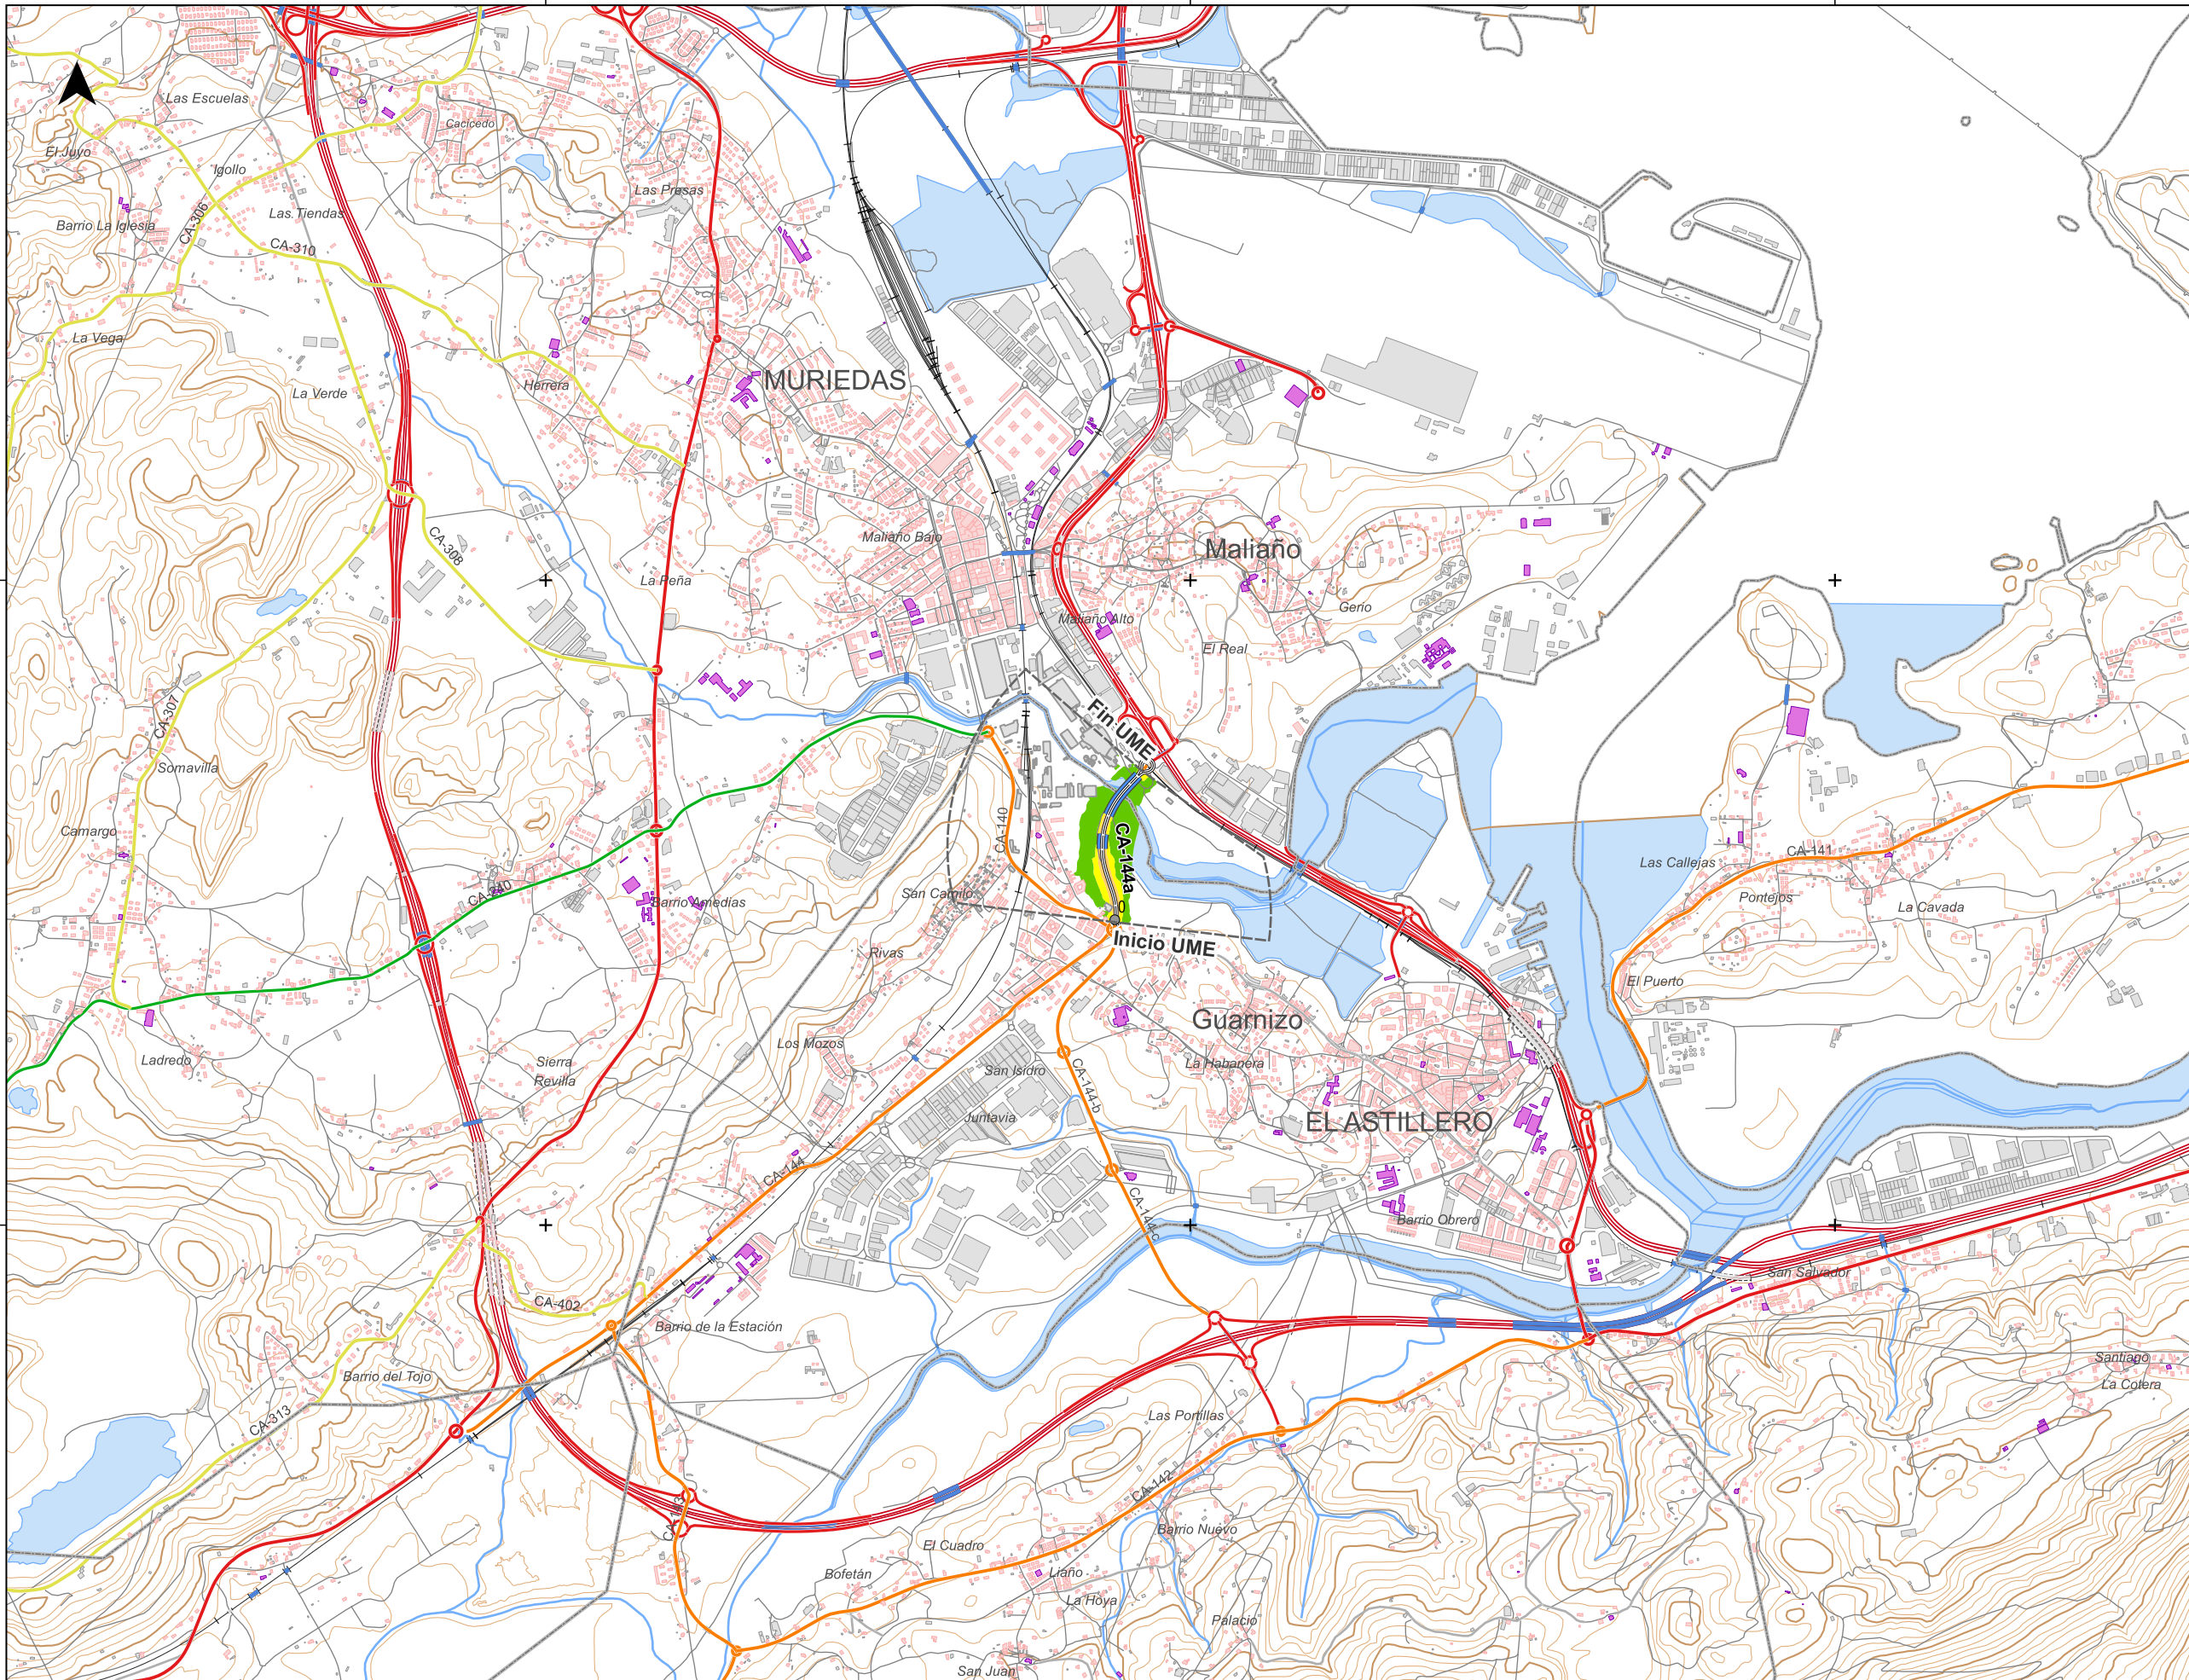 Las Escuelas
Cacicedo
El Juyo
Igollo
Las Presas
Las Tiendas
Barrio La Iglesia
CA-306
CA-310
La Vega
Herrera
MURIEDAS
La Verde
CA-308
Maliaño Bajo
Maliaño
La Peña
Gerio
Maliaño Alto
El Real
CA-307
Fin UME
Somavilla
Camargo
CA-140
CA-144a
CA-141
Las Callejas
CA-240
San Camilo
Barrio Amedias
Pontejos
La Cavada
0
Inicio UME
Rivas
El Puerto
Guarnizo
Los Mozos
Ladredo
Sierra
Revilla
San Isidro
La Habanera
CA-144-b
Juntavia
EL ASTILLERO
CA-144
CA-144c
Barrio Obrero
San Salvador
CA-402
Barrio de la Estación
Santiago
Barrio del Tojo
La Cotera
CA-313
Las Portillas
CA-142
Barrio Nuevo
El Cuadro
Bofetán
Liaño
La Hoya
Palacio
San Juan